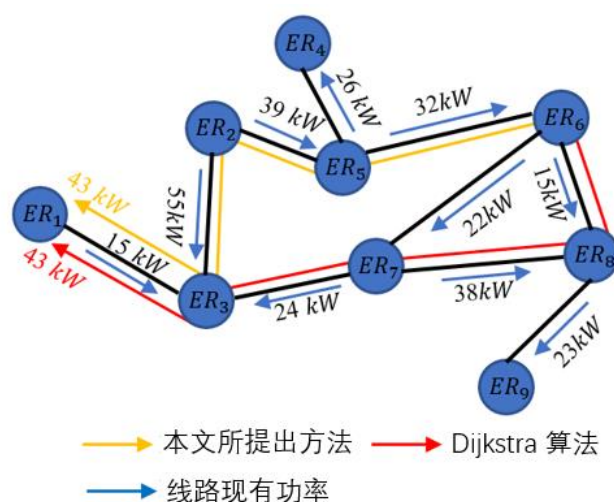 ER₄
26 kW
39 kW
32kW
ER₂
ER₅
ER₆
43 kW
55kW
15kW
ER₁
15 kW
22kW
43 kW
ER₇
ER₈
ER₃
24 kW
38kW
23kW
ER₉
本文所提出方法
Dijkstra 算法
线路现有功率